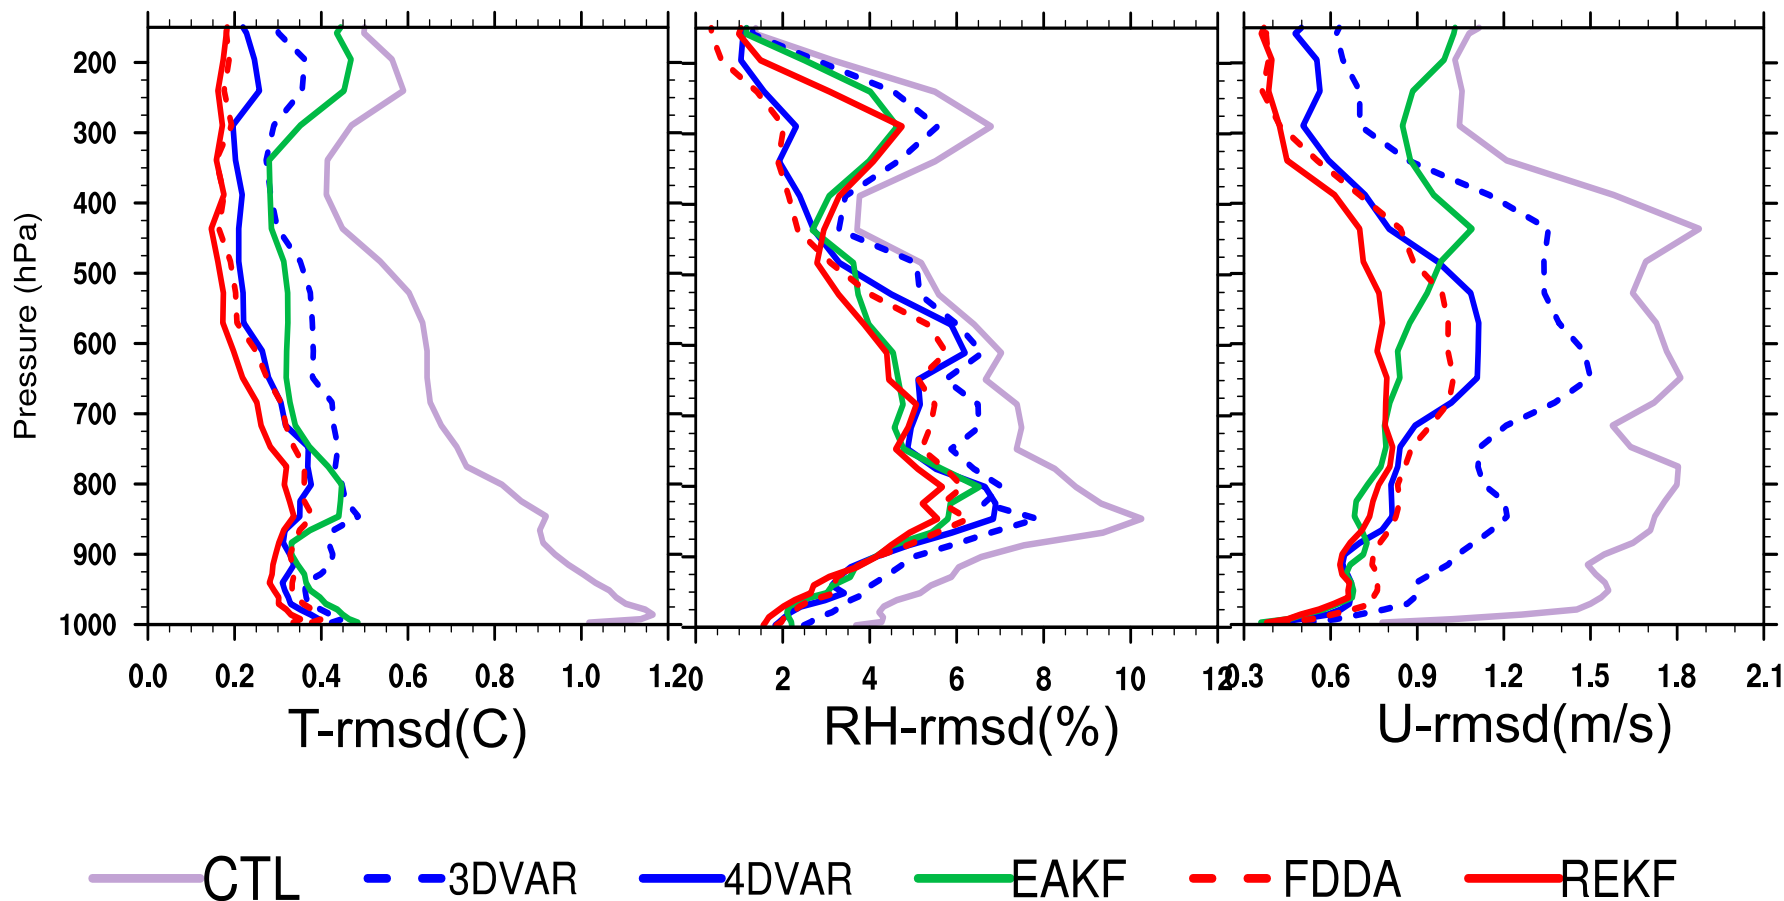 Pressure (hPa)
200
300
400
500
600
700
800
900
1000
0.0 0.2 0.4 0.6 0.8 1.0 1.2
0 2 4 6 8 10 12
0.3 0.6 0.9 1.2 1.5 1.8 2.1
T-rmsd(C) RH-rmsd(%) U-rmsd(m/s)
CTL 3DVAR 4DVAR EAKF FDDA REKF